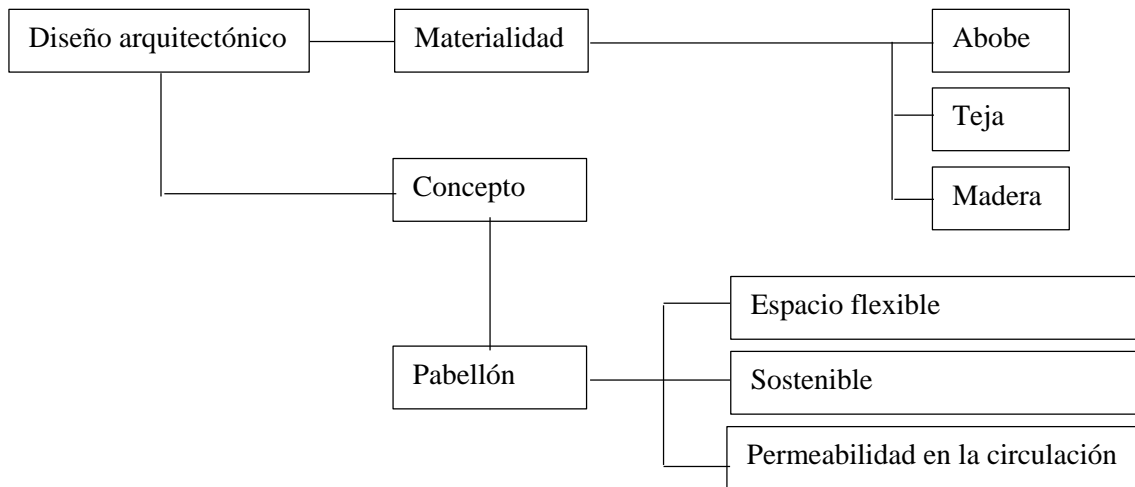 Diseño arquitectónico
Materialidad
Abobe
Teja
Madera
Concepto
Pabellón
Espacio flexible
Sostenible
Permeabilidad en la circulación